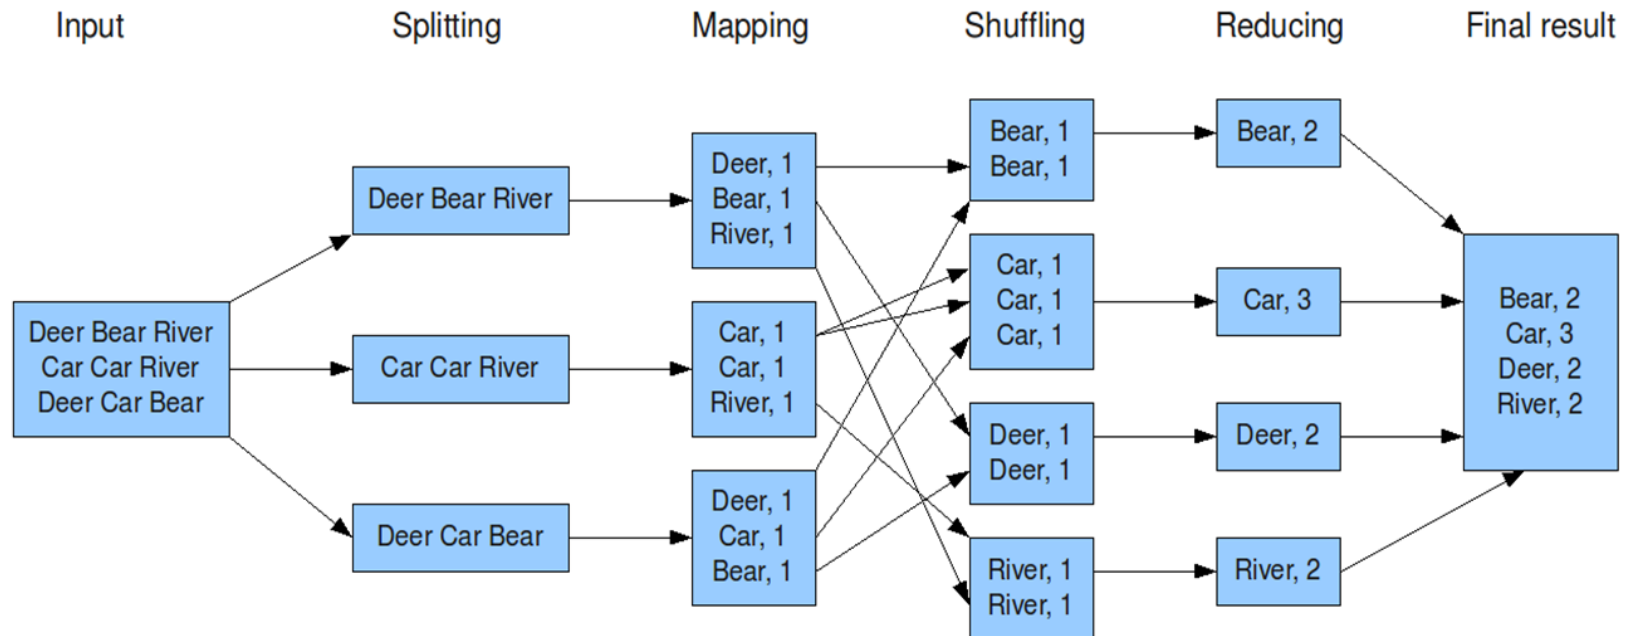 Input
Splitting
Mapping
Shuffling
Reducing
Final result
Deer Bear River
Car Car River
Deer Car Bear
Deer Bear River
Car Car River
Deer Car Bear
Deer, 1
Bear, 1
River, 1
Car, 1
Car, 1
River, 1
Deer, 1
Car, 1
Bear, 1
Bear, 1
Bear, 1
Car, 1
Car, 1
Car, 1
Deer, 1
Deer, 1
River, 1
River, 1
Bear, 2
Car, 3
Deer, 2
River, 2
Bear, 2
Car, 3
Deer, 2
River, 2